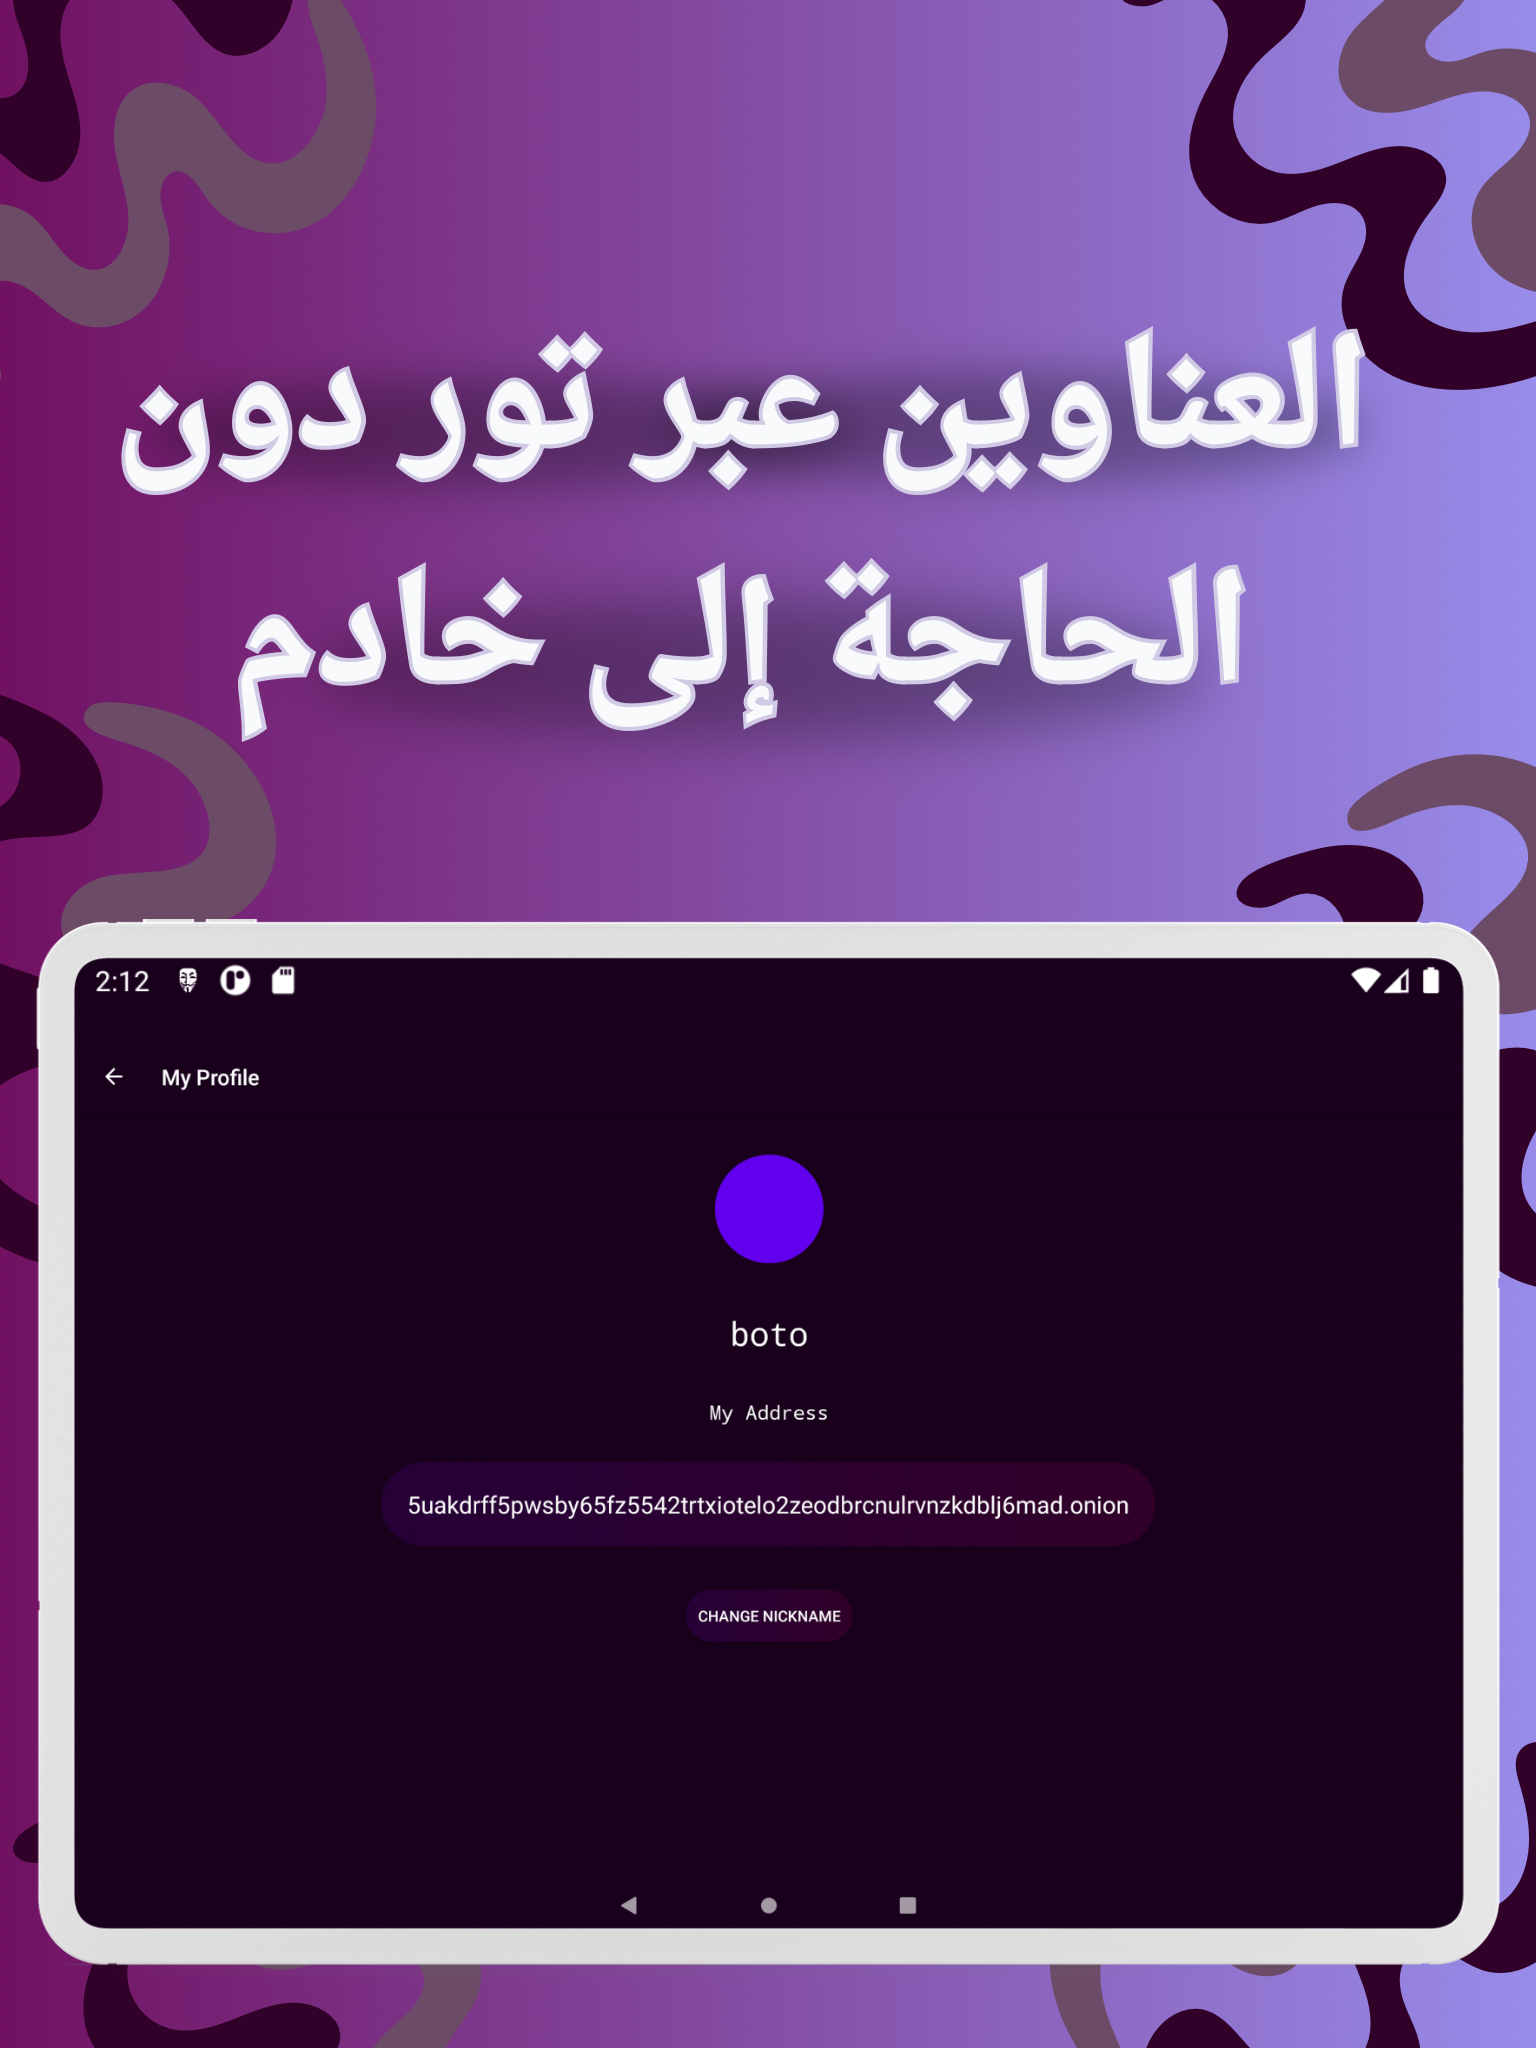 العناوين عبر تور دون
الحاجة إلى خادم
2:12
My Profile
boto
My Address
5uakdrff5pwsby65fz5542trtxiotelo2zeodbrcnulrvnzkdblj6mad.onion
CHANGE NICKNAME